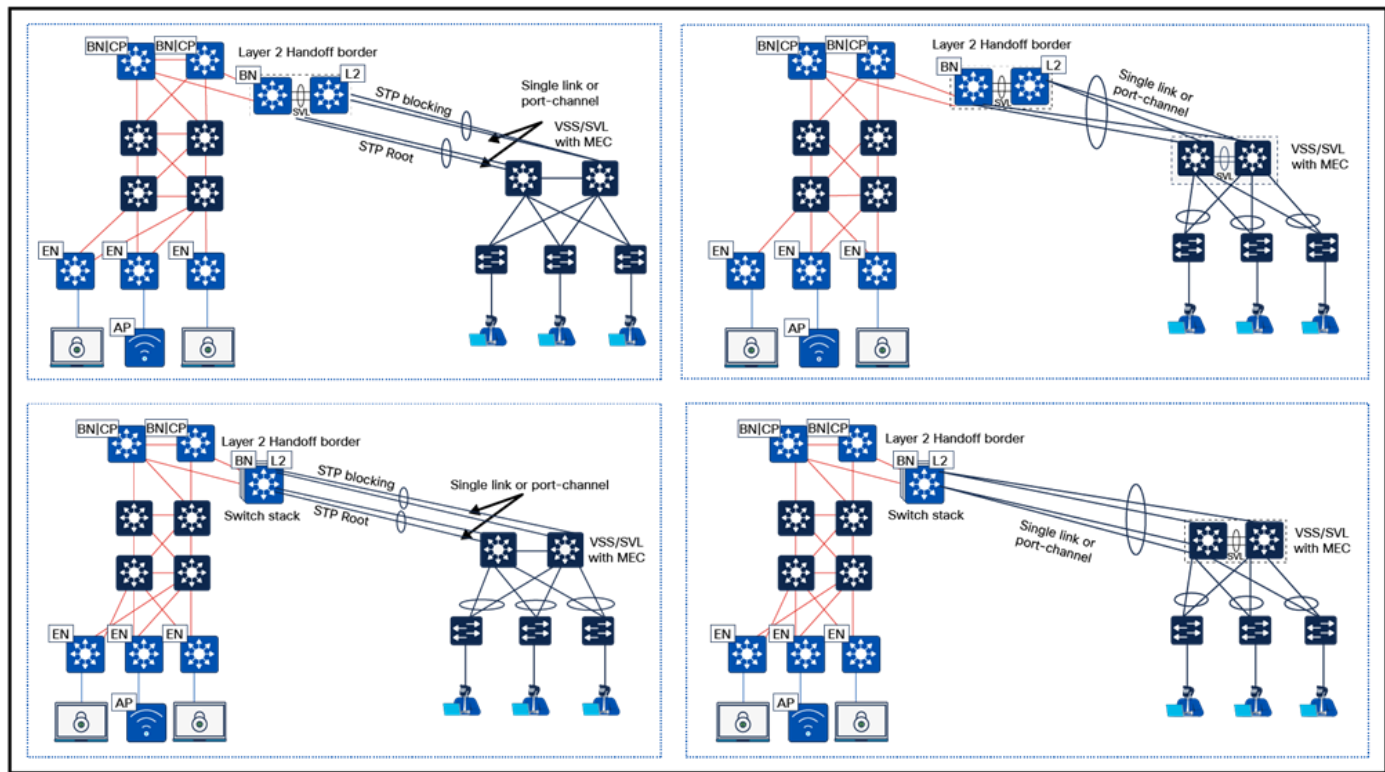 BN|CP
BN|CP
Layer 2 Handoff border
BN
L2
SVL
STP blocking
STP Root
Single link or
port-channel
VSS/SVL
with MEC
EN
EN
EN
AP
BN|CP
BN|CP
Layer 2 Handoff border
BN
L2
SVL
Single link or
port-channel
VSS/SVL
with MEC
SVL
EN
EN
EN
AP
BN|CP
BN|CP
Layer 2 Handoff border
BN
L2
Switch stack
STP blocking
STP Root
Single link or port-channel
VSS/SVL
with MEC
EN
EN
EN
AP
BN|CP
BN|CP
Layer 2 Handoff border
BN
L2
Switch stack
Single link or
port-channel
VSS/SVL
with MEC
SVL
EN
EN
EN
AP